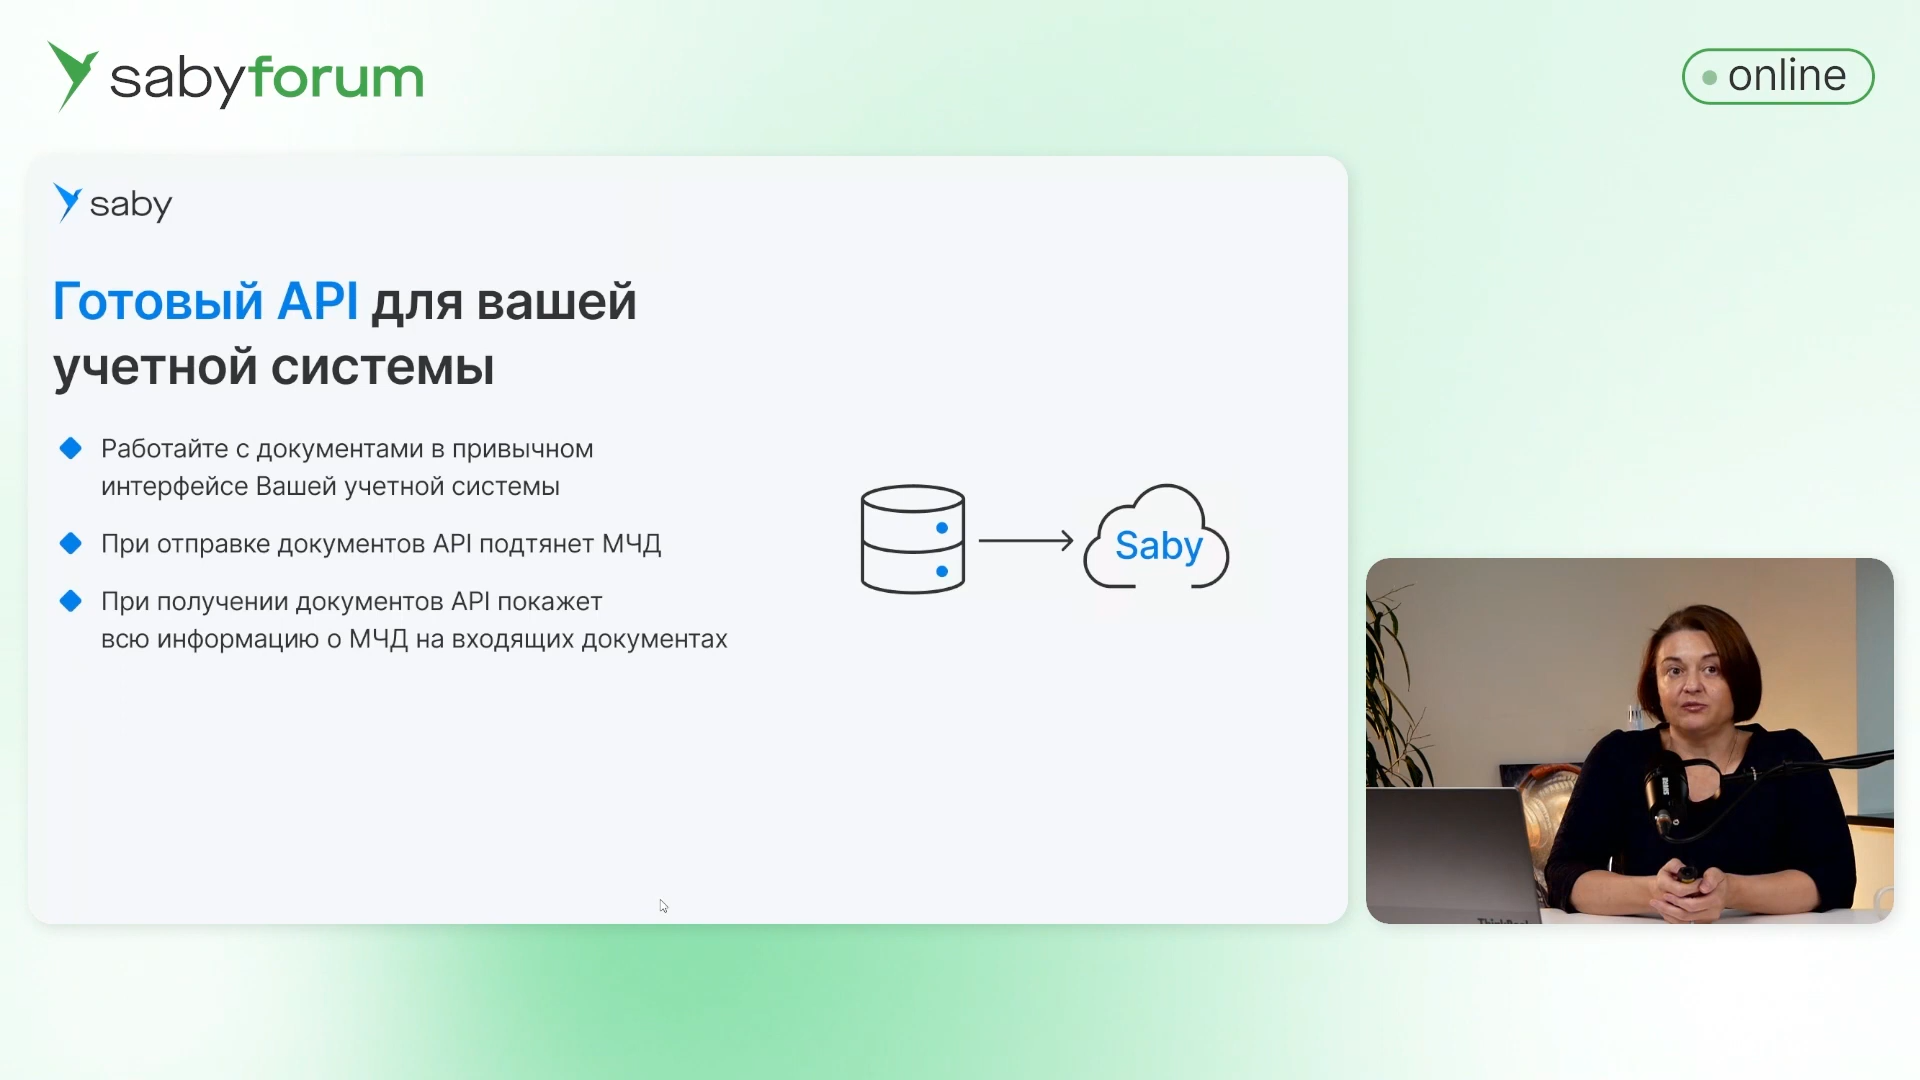 sabyforum
online
saby
Готовый API для вашей
учетной системы
Работайте с документами в привычном
интерфейсе Вашей учетной системы
При отправке документов API подтянет МЧД
При получении документов API покажет
всю информацию о МЧД на входящих документах
Saby
SHURE